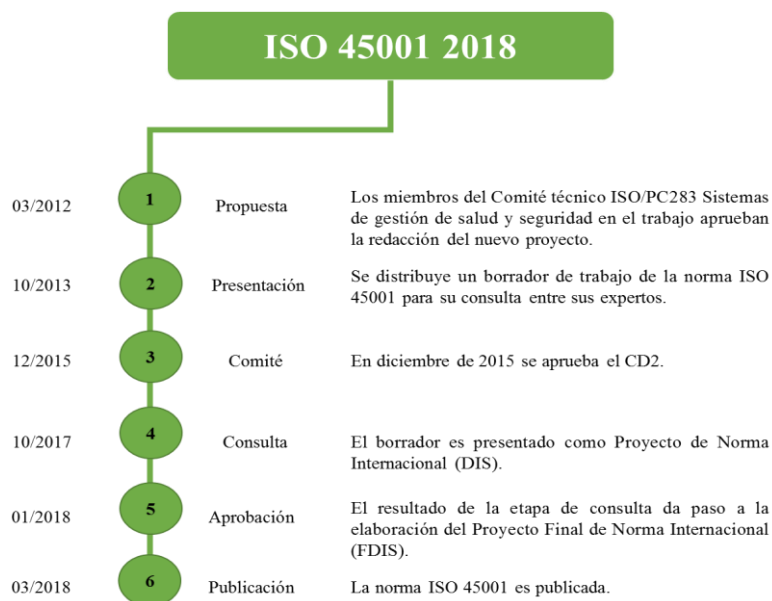 ISO 45001 2018
03/2012
1
Propuesta
Los miembros del Comité técnico ISO/PC283 Sistemas
de gestión de salud y seguridad en el trabajo aprueban
la redacción del nuevo proyecto.
10/2013
2
Presentación
Se distribuye un borrador de trabajo de la norma ISO
45001 para su consulta entre sus expertos.
12/2015
3
Comité
En diciembre de 2015 se aprueba el CD2.
10/2017
4
Consulta
El borrador es presentado como Proyecto de Norma
Internacional (DIS).
01/2018
5
Aprobación
El resultado de la etapa de consulta da paso a la
elaboración del Proyecto Final de Norma Internacional
(FDIS).
03/2018
6
Publicación
La norma ISO 45001 es publicada.